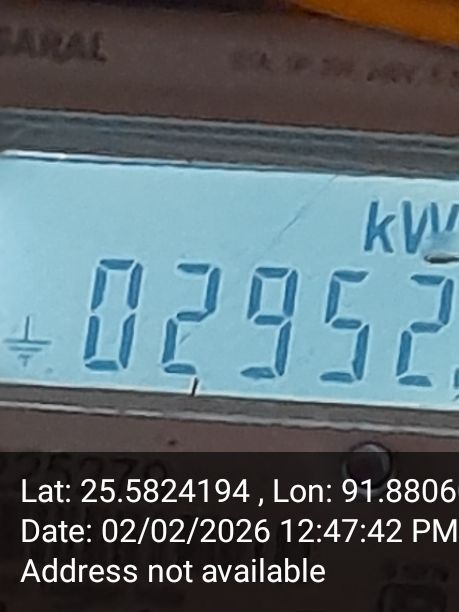 SARAL
kW
02952.
Lat: 25.5824194 , Lon: 91.8806
Date: 02/02/2026 12:47:42 PM
Address not available